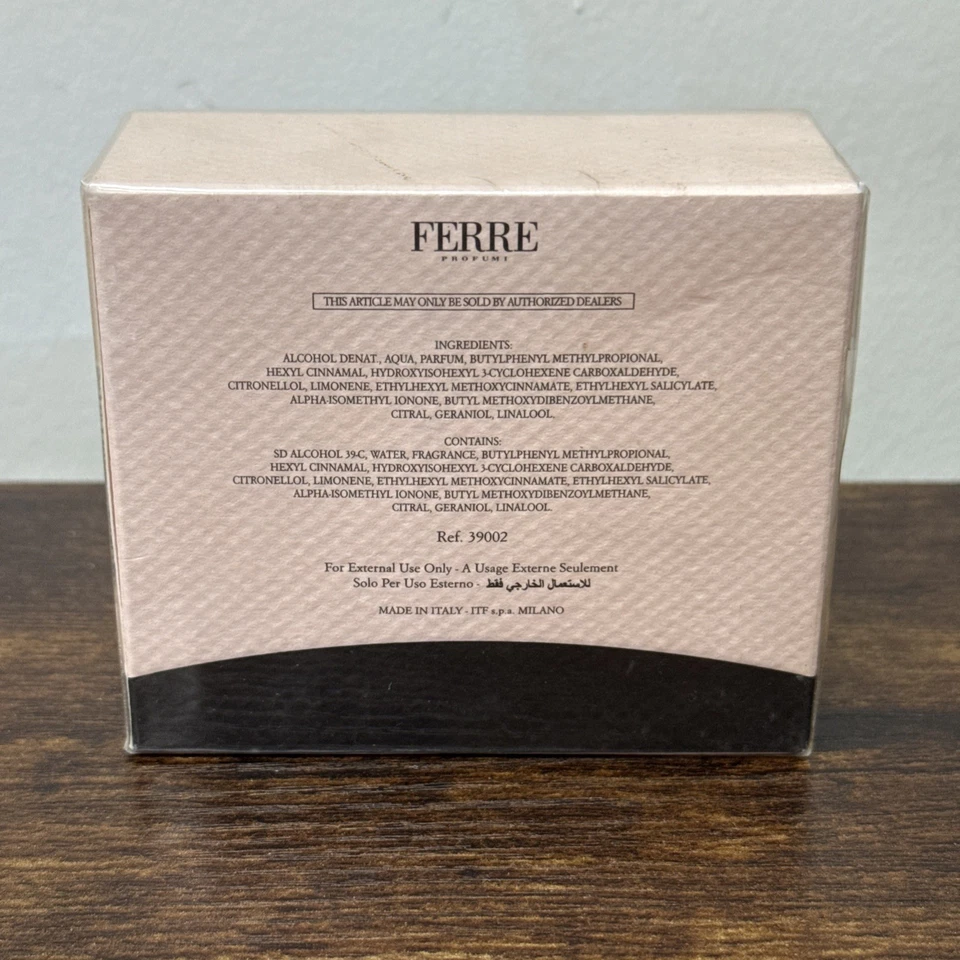 FERRE
PROFUMI
THIS ARTICLE MAY ONLY BE SOLD BY AUTHORIZED DEALERS
INGREDIENTS:
ALCOHOL DENAT., AQUA, PARFUM, BUTYLPHENYL METHYLPROPIONAL,
HEXYL CINNAMAL, HYDROXYISOHEXYL 3-CYCLOHEXENE CARBOXALDEHYDE,
CITRONELLOL, LIMONENE, ETHYLHEXYL METHOXYCINNAMATE, ETHYLHEXYL SALICYLATE,
ALPHA-ISOMETHYL IONONE, BUTYL METHOXYDIBENZOYLMETHANE,
CITRAL, GERANIOL, LINALOOL.
CONTAINS:
SD ALCOHOL 39-C, WATER, FRAGRANCE, BUTYLPHENYL METHYLPROPIONAL,
HEXYL CINNAMAL, HYDROXYISOHEXYL 3-CYCLOHEXENE CARBOXALDEHYDE,
CITRONELLOL, LIMONENE, ETHYLHEXYL METHOXYCINNAMATE, ETHYLHEXYL SALICYLATE,
ALPHA-ISOMETHYL IONONE, BUTYL METHOXYDIBENZOYLMETHANE,
CITRAL, GERANIOL, LINALOOL.
Ref. 39002
For External Use Only - A Usage Externe Seulement
Solo Per Uso Esterno - للاستعمال الخارجي فقط
MADE IN ITALY - ITF s.p.a. MILANO